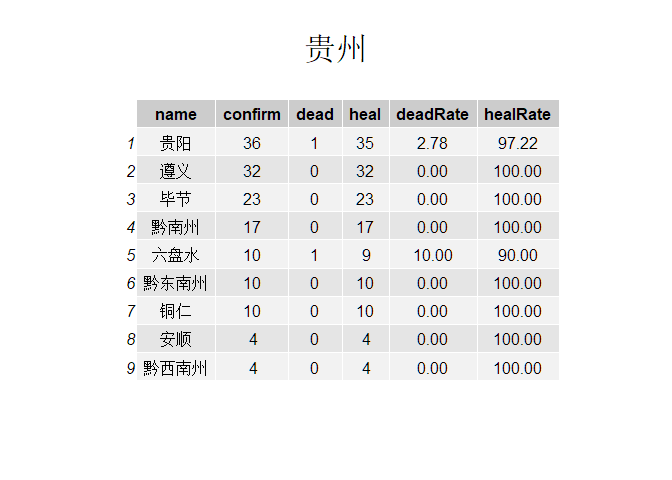 贵州
name confirm dead heal deadRate healRate
1 贵阳 36 1 35 2.78 97.22
2 遵义 32 0 32 0.00 100.00
3 毕节 23 0 23 0.00 100.00
4 黔南州 17 0 17 0.00 100.00
5 六盘水 10 1 9 10.00 90.00
6 黔东南州 10 0 10 0.00 100.00
7 铜仁 10 0 10 0.00 100.00
8 安顺 4 0 4 0.00 100.00
9 黔西南州 4 0 4 0.00 100.00